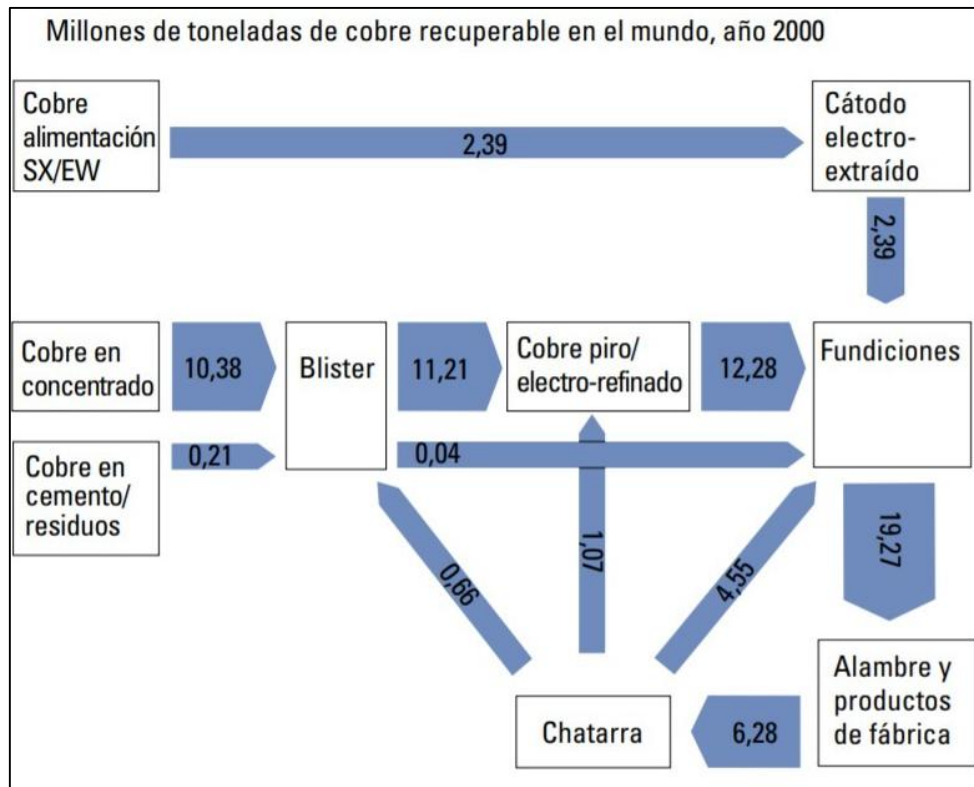 Millones de toneladas de cobre recuperable en el mundo, año 2000
Cobre
alimentación
SX/EW
2,39
Cátodo
electro-
extraído
2,39
Cobre en
concentrado
10,38
Blister
11,21
Cobre piro/
electro-refinado
12,28
Fundiciones
Cobre en
cemento/
residuos
0,21
0,04
0,66
1,07
4,55
19,27
Chatarra
6,28
Alambre y
productos
de fábrica